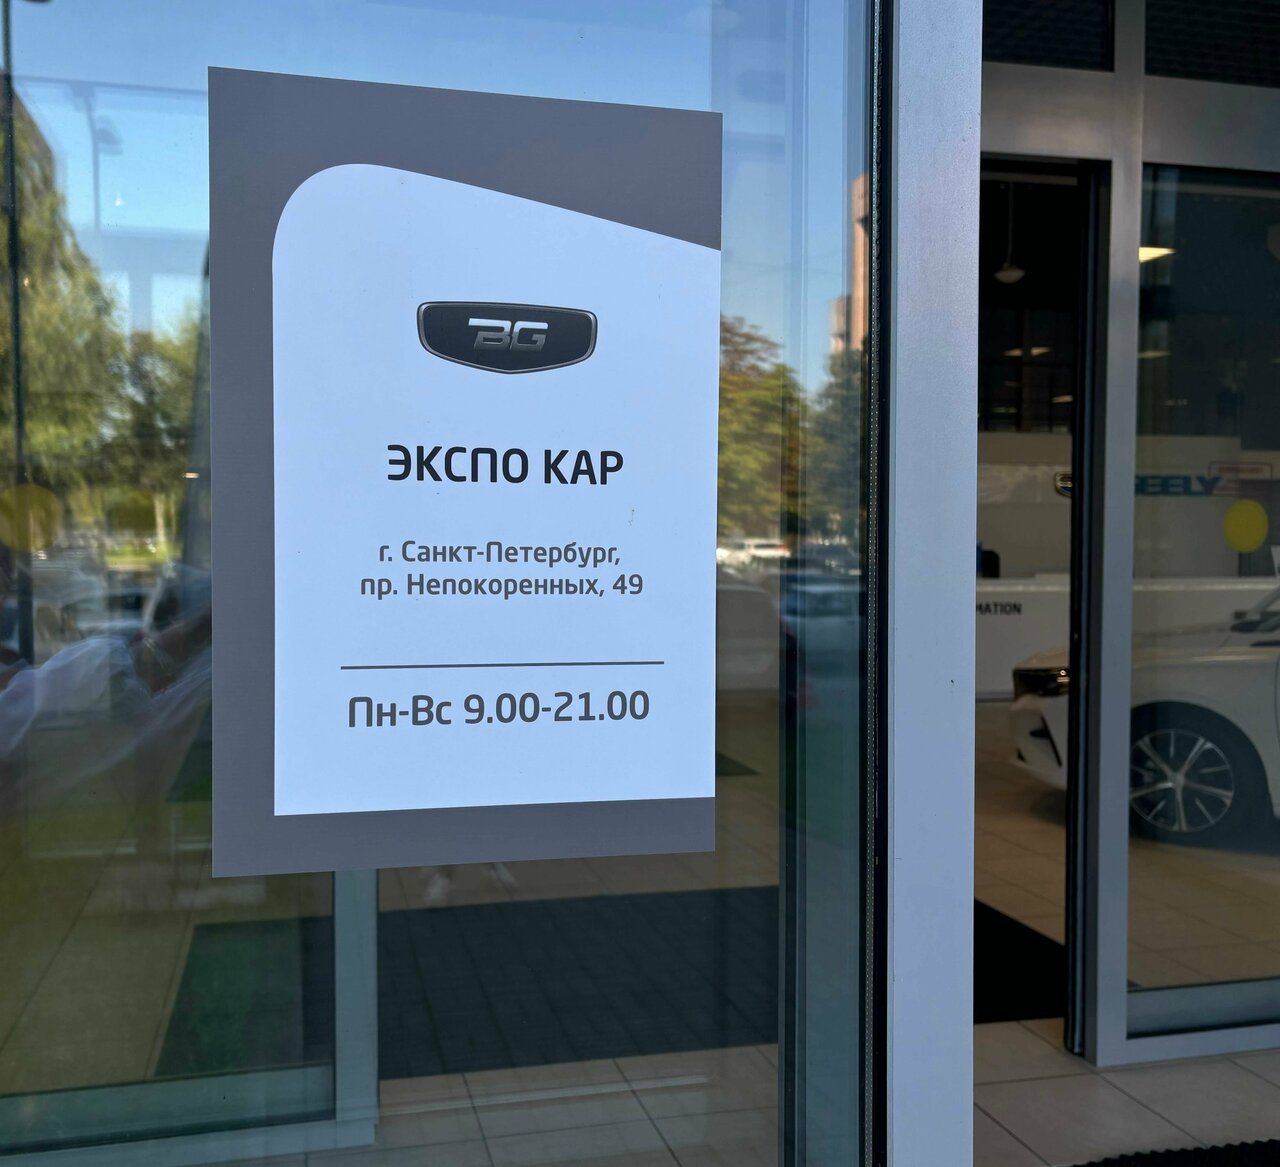 BG
ЭКСПО КАР
г. Санкт-Петербург,
пр. Непокоренных, 49
Пн-Вс 9.00-21.00